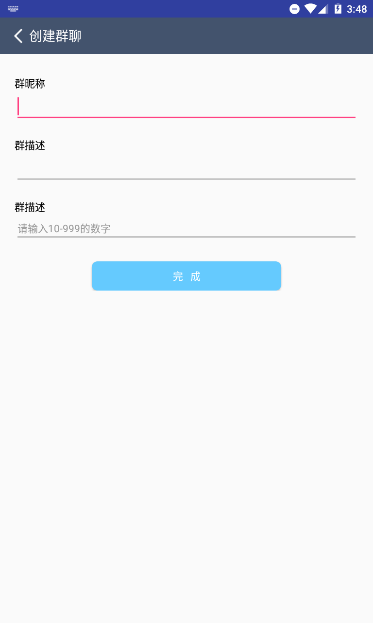 3:48
创建群聊
群昵称
群描述
群描述
请输入10-999的数字
完 成